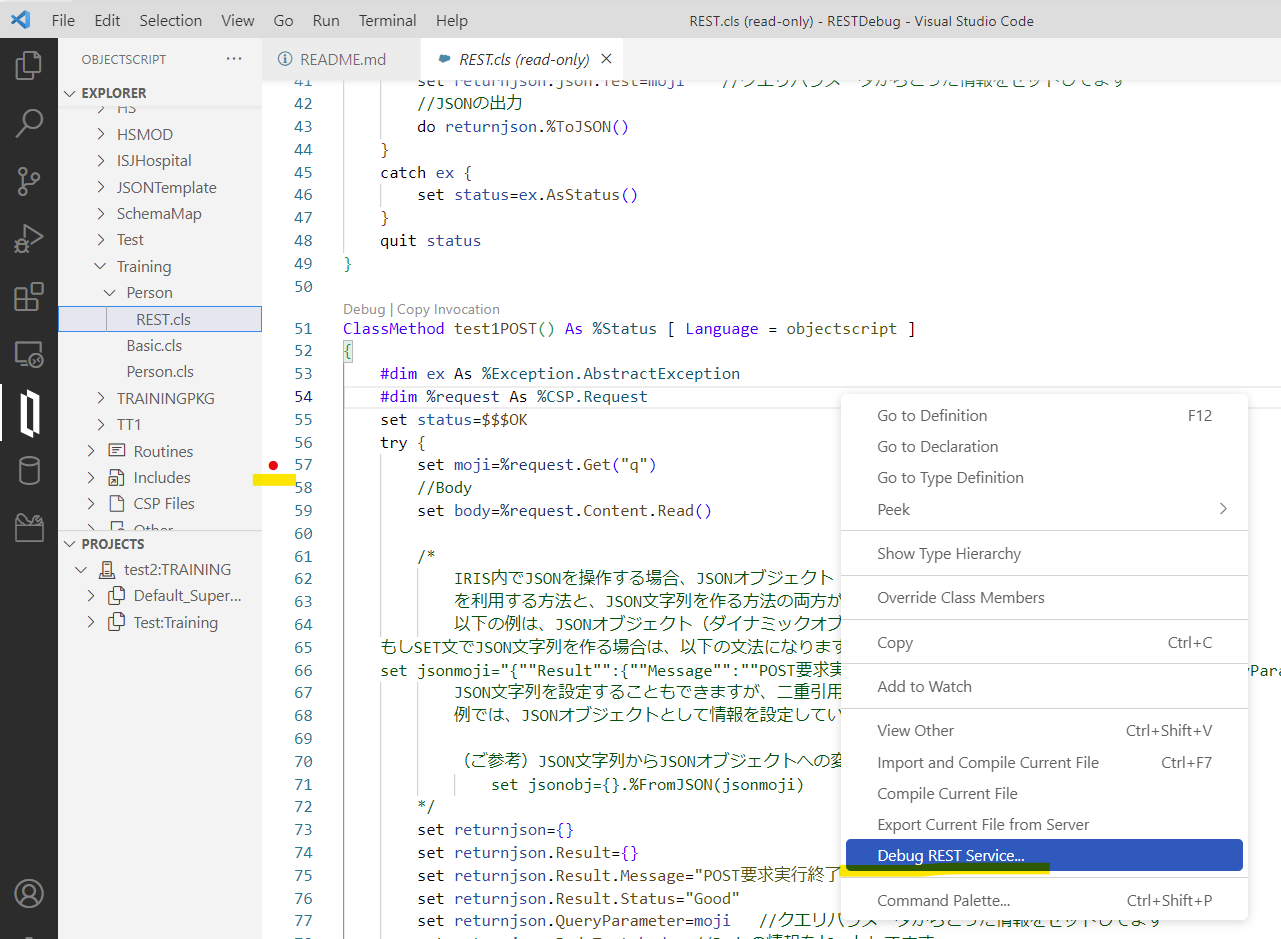 File Edit Selection View Go Run Terminal Help
REST.cls (read-only) - RESTDebug - Visual Studio Code
OBJECTSCRIPT ···
EXPLORER
HS
HSMOD
ISJHospital
JSONTemplate
SchemaMap
Test
Training
Person
REST.cls
Basic.cls
Person.cls
TRAININGPKG
TT1
Routines
Includes
CSP Files
Other
PROJECTS
test2:TRAINING
Default_Super...
Test:Training
README.md
REST.cls (read-only)
41 set returnjson.json.Test=moji //クエリパラメータからとった情報をセットしてます
42 //JSONの出力
43 do returnjson.%ToJSON()
44 }
45 catch ex {
46 set status=ex.AsStatus()
47 }
48 quit status
49 }
50
Debug | Copy Invocation
51 ClassMethod test1POST() As %Status [ Language = objectscript ]
52 {
53 #dim ex As %Exception.AbstractException
54 #dim %request As %CSP.Request
55 set status=$$$OK
56 try {
57 set moji=%request.Get("q")
58 //Body
59 set body=%request.Content.Read()
60
61 /*
62 IRIS内でJSONを操作する場合、JSONオブジェクト
63 を利用する方法と、JSON文字列を作る方法の両方が
64 以下の例は、JSONオブジェクト（ダイナミックオブ
65 もしSET文でJSON文字列を作る場合は、以下の文法になります
66 set jsonmoji="{""Result"":{""Message"":""POST要求実
67 JSON文字列を設定することもできますが、二重引用
68 例では、JSONオブジェクトとして情報を設定してい
69
70 （ご参考）JSON文字列からJSONオブジェクトへの変
71 set jsonobj={}.%FromJSON(jsonmoji)
72 */
73 set returnjson={}
74 set returnjson.Result={}
75 set returnjson.Result.Message="POST要求実行終了
76 set returnjson.Result.Status="Good"
77 set returnjson.QueryParameter=moji //クエリパラメータからとった情報をセットしてます
Go to Definition F12
Go to Declaration
Go to Type Definition
Peek
Show Type Hierarchy
Override Class Members
Copy Ctrl+C
Add to Watch
View Other Ctrl+Shift+V
Import and Compile Current File Ctrl+F7
Compile Current File
Export Current File from Server
Debug REST Service...
Command Palette... Ctrl+Shift+P